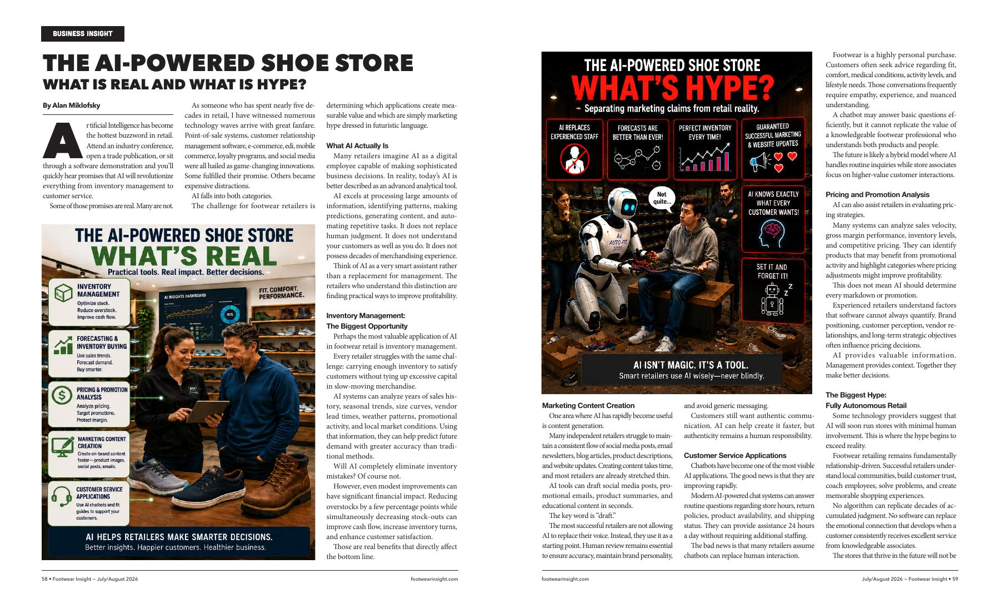 BUSINESS INSIGHT
THE AI-POWERED SHOE STORE
WHAT IS REAL AND WHAT IS HYPE?
By Alan Miklofsky
Artificial Intelligence has become
the hottest buzzword in retail.
Attend an industry conference,
open a trade publication, or sit
through a software demonstration and you'll
quickly hear promises that AI will revolutionize
everything from inventory management to
customer service.
Some of those promises are real. Many are not.
As someone who has spent nearly five de-
cades in retail, I have witnessed numerous
technology waves arrive with great fanfare.
Point-of-sale systems, customer relationship
management software, e-commerce, edi, mobile
commerce, loyalty programs, and social media
were all hailed as game-changing innovations.
Some fulfilled their promise. Others became
expensive distractions.
AI falls into both categories.
The challenge for footwear retailers is
determining which applications create mea-
surable value and which are simply marketing
hype dressed in futuristic language.
What AI Actually Is
Many retailers imagine AI as a digital
employee capable of making sophisticated
business decisions. In reality, today's AI is
better described as an advanced analytical tool.
AI excels at processing large amounts of
information, identifying patterns, making
predictions, generating content, and auto-
mating repetitive tasks. It does not replace
human judgment. It does not understand
your customers as well as you do. It does not
possess decades of merchandising experience.
Think of AI as a very smart assistant rather
than a replacement for management. The
retailers who understand this distinction are
finding practical ways to improve profitability.
Inventory Management:
The Biggest Opportunity
Perhaps the most valuable application of AI
in footwear retail is inventory management.
Every retailer struggles with the same chal-
lenge: carrying enough inventory to satisfy
customers without tying up excessive capital
in slow-moving merchandise.
AI systems can analyze years of sales his-
tory, seasonal trends, size curves, vendor
lead times, weather patterns, promotional
activity, and local market conditions. Using
that information, they can help predict future
demand with greater accuracy than tradi-
tional methods.
Will AI completely eliminate inventory
mistakes? Of course not.
However, even modest improvements can
have significant financial impact. Reducing
overstocks by a few percentage points while
simultaneously decreasing stock-outs can
improve cash flow, increase inventory turns,
and enhance customer satisfaction.
Those are real benefits that directly affect
the bottom line.
THE AI-POWERED SHOE STORE
WHAT'S REAL
Practical tools. Real impact. Better decisions.
INVENTORY
MANAGEMENT
Optimize stock.
Reduce overstock.
Improve cash flow.
FORECASTING &
INVENTORY BUYING
Use sales trends.
Forecast demand.
Buy smarter.
PRICING & PROMOTION
ANALYSIS
Analyze pricing.
Target promotions.
Protect margin.
MARKETING CONTENT
CREATION
Create on-brand content
faster—product images,
social posts, emails.
CUSTOMER SERVICE
APPLICATIONS
Use AI chatbots and fit
guides to support your
customers.
AI INSIGHTS DASHBOARD
92%
FIT. COMFORT.
PERFORMANCE.
FIT
AI HELPS RETAILERS MAKE SMARTER DECISIONS.
Better insights. Happier customers. Healthier business.
58 • Footwear Insight ~ July/August 2026
footwearinsight.com
THE AI-POWERED SHOE STORE
WHAT'S HYPE?
Separating marketing claims from retail reality.
AI REPLACES
EXPERIENCED STAFF
FORECASTS ARE
BETTER THAN EVER!
PERFECT INVENTORY
EVERY TIME!
GUARANTEED
SUCCESSFUL MARKETING
& WEBSITE UPDATES
AI KNOWS EXACTLY
WHAT EVERY
CUSTOMER WANTS!
SET IT AND
FORGET IT!
Z Z
Not
quite...
AI
AUTO-FIT
3000
AI ISN'T MAGIC. IT'S A TOOL.
Smart retailers use AI wisely—never blindly.
Marketing Content Creation
One area where AI has rapidly become useful
is content generation.
Many independent retailers struggle to main-
tain a consistent flow of social media posts, email
newsletters, blog articles, product descriptions,
and website updates. Creating content takes time,
and most retailers are already stretched thin.
AI tools can draft social media posts, pro-
motional emails, product summaries, and
educational content in seconds.
The key word is "draft."
The most successful retailers are not allowing
AI to replace their voice. Instead, they use it as a
starting point. Human review remains essential
to ensure accuracy, maintain brand personality,
and avoid generic messaging.
Customers still want authentic commu-
nication. AI can help create it faster, but
authenticity remains a human responsibility.
Customer Service Applications
Chatbots have become one of the most visible
AI applications. The good news is that they are
improving rapidly.
Modern AI-powered chat systems can answer
routine questions regarding store hours, return
policies, product availability, and shipping
status. They can provide assistance 24 hours
a day without requiring additional staffing.
The bad news is that many retailers assume
chatbots can replace human interaction.
Footwear is a highly personal purchase.
Customers often seek advice regarding fit,
comfort, medical conditions, activity levels, and
lifestyle needs. Those conversations frequently
require empathy, experience, and nuanced
understanding.
A chatbot may answer basic questions ef-
ficiently, but it cannot replicate the value of
a knowledgeable footwear professional who
understands both products and people.
The future is likely a hybrid model where AI
handles routine inquiries while store associates
focus on higher-value customer interactions.
Pricing and Promotion Analysis
AI can also assist retailers in evaluating pric-
ing strategies.
Many systems can analyze sales velocity,
gross margin performance, inventory levels,
and competitive pricing. They can identify
products that may benefit from promotional
activity and highlight categories where pricing
adjustments might improve profitability.
This does not mean AI should determine
every markdown or promotion.
Experienced retailers understand factors
that software cannot always quantify. Brand
positioning, customer perception, vendor re-
lationships, and long-term strategic objectives
often influence pricing decisions.
AI provides valuable information.
Management provides context. Together they
make better decisions.
The Biggest Hype:
Fully Autonomous Retail
Some technology providers suggest that
AI will soon run stores with minimal human
involvement. This is where the hype begins to
exceed reality.
Footwear retailing remains fundamentally
relationship-driven. Successful retailers under-
stand local communities, build customer trust,
coach employees, solve problems, and create
memorable shopping experiences.
No algorithm can replicate decades of ac-
cumulated judgment. No software can replace
the emotional connection that develops when a
customer consistently receives excellent service
from knowledgeable associates.
The stores that thrive in the future will not be
footwearinsight.com
July/August 2026 ~ Footwear Insight • 59